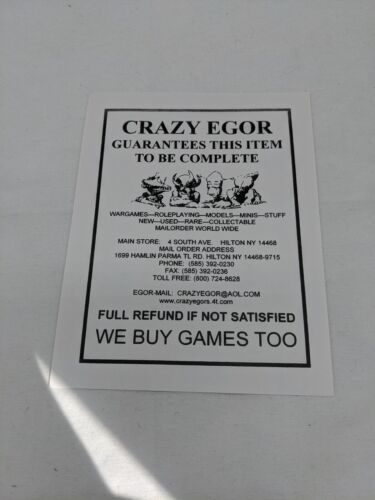 CRAZY EGOR
GUARANTEES THIS ITEM
TO BE COMPLETE
WARGAMES—ROLEPLAYING—MODELS—MINIS—STUFF
NEW—USED—RARE—COLLECTABLE
MAILORDER WORLD WIDE
MAIN STORE: 4 SOUTH AVE. HILTON NY 14468
MAIL ORDER ADDRESS
1699 HAMLIN PARMA TL RD. HILTON NY 14468-9715
PHONE: (585) 392-0230
FAX: (585) 392-0236
TOLL FREE: (800) 724-8628
EGOR-MAIL: CRAZYEGOR@AOL.COM
www.crazyegors.4t.com
FULL REFUND IF NOT SATISFIED
WE BUY GAMES TOO